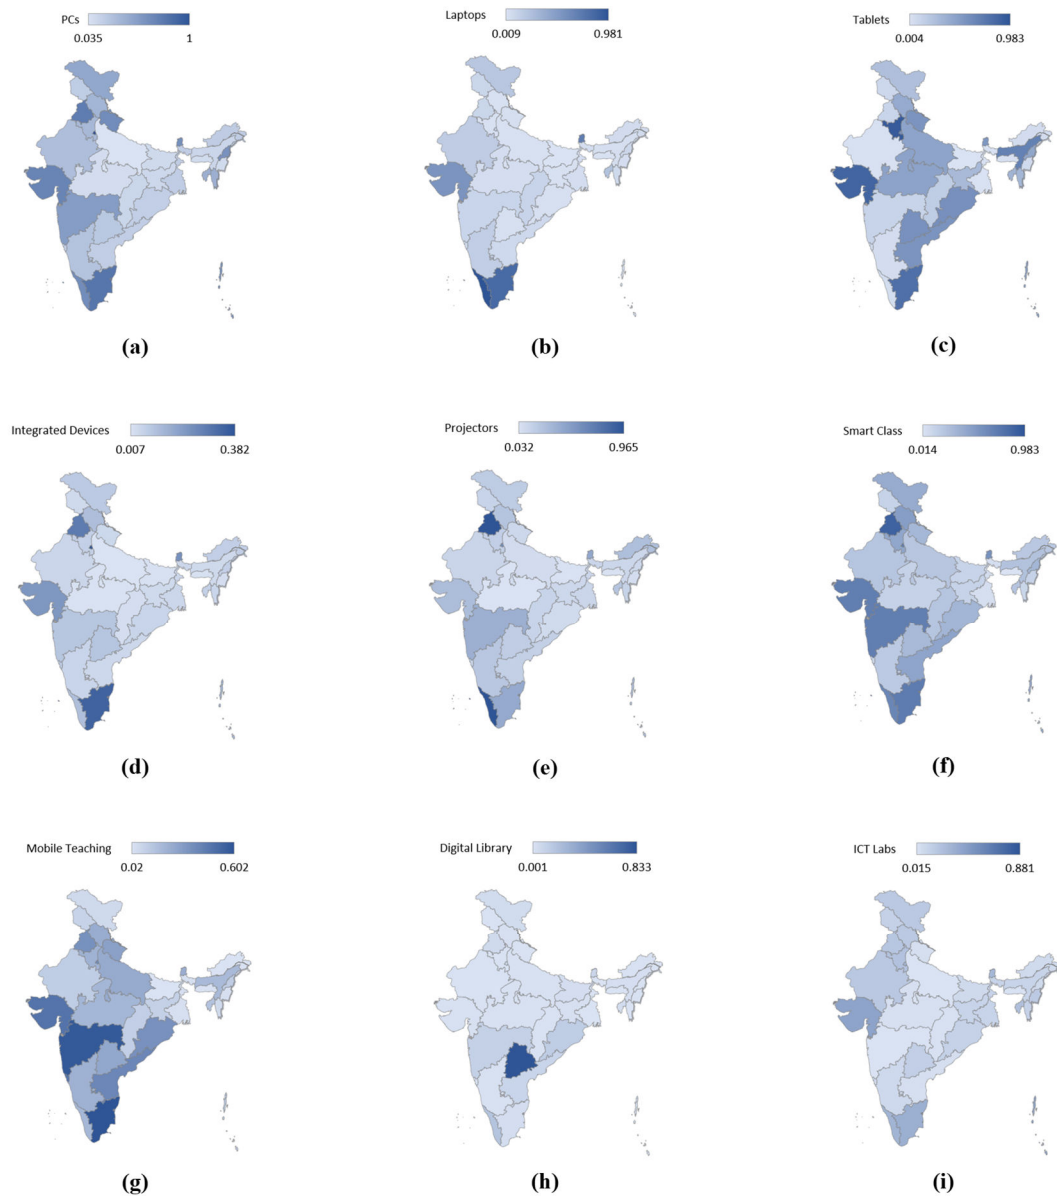 PCs
0.035 1
Laptops
0.009 0.981
Tablets
0.004 0.983
(a)
(b)
(c)
Integrated Devices
0.007 0.382
Projectors
0.032 0.965
Smart Class
0.014 0.983
(d)
(e)
(f)
Mobile Teaching
0.02 0.602
Digital Library
0.001 0.833
ICT Labs
0.015 0.881
(g)
(h)
(i)